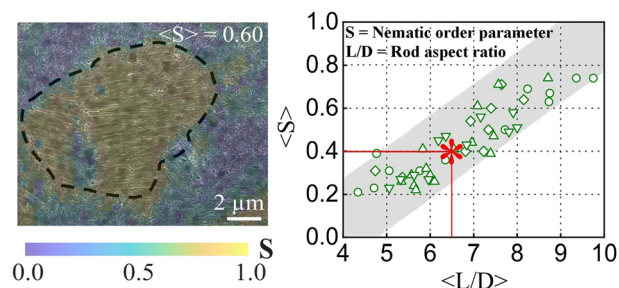 <S> = 0.60
2 µm
S
0.0 0.5 1.0
S = Nematic order parameter
L/D = Rod aspect ratio
<S>
1.0
0.8
0.6
0.4
0.2
0.0
4 5 6 7 8 9 10
<L/D>